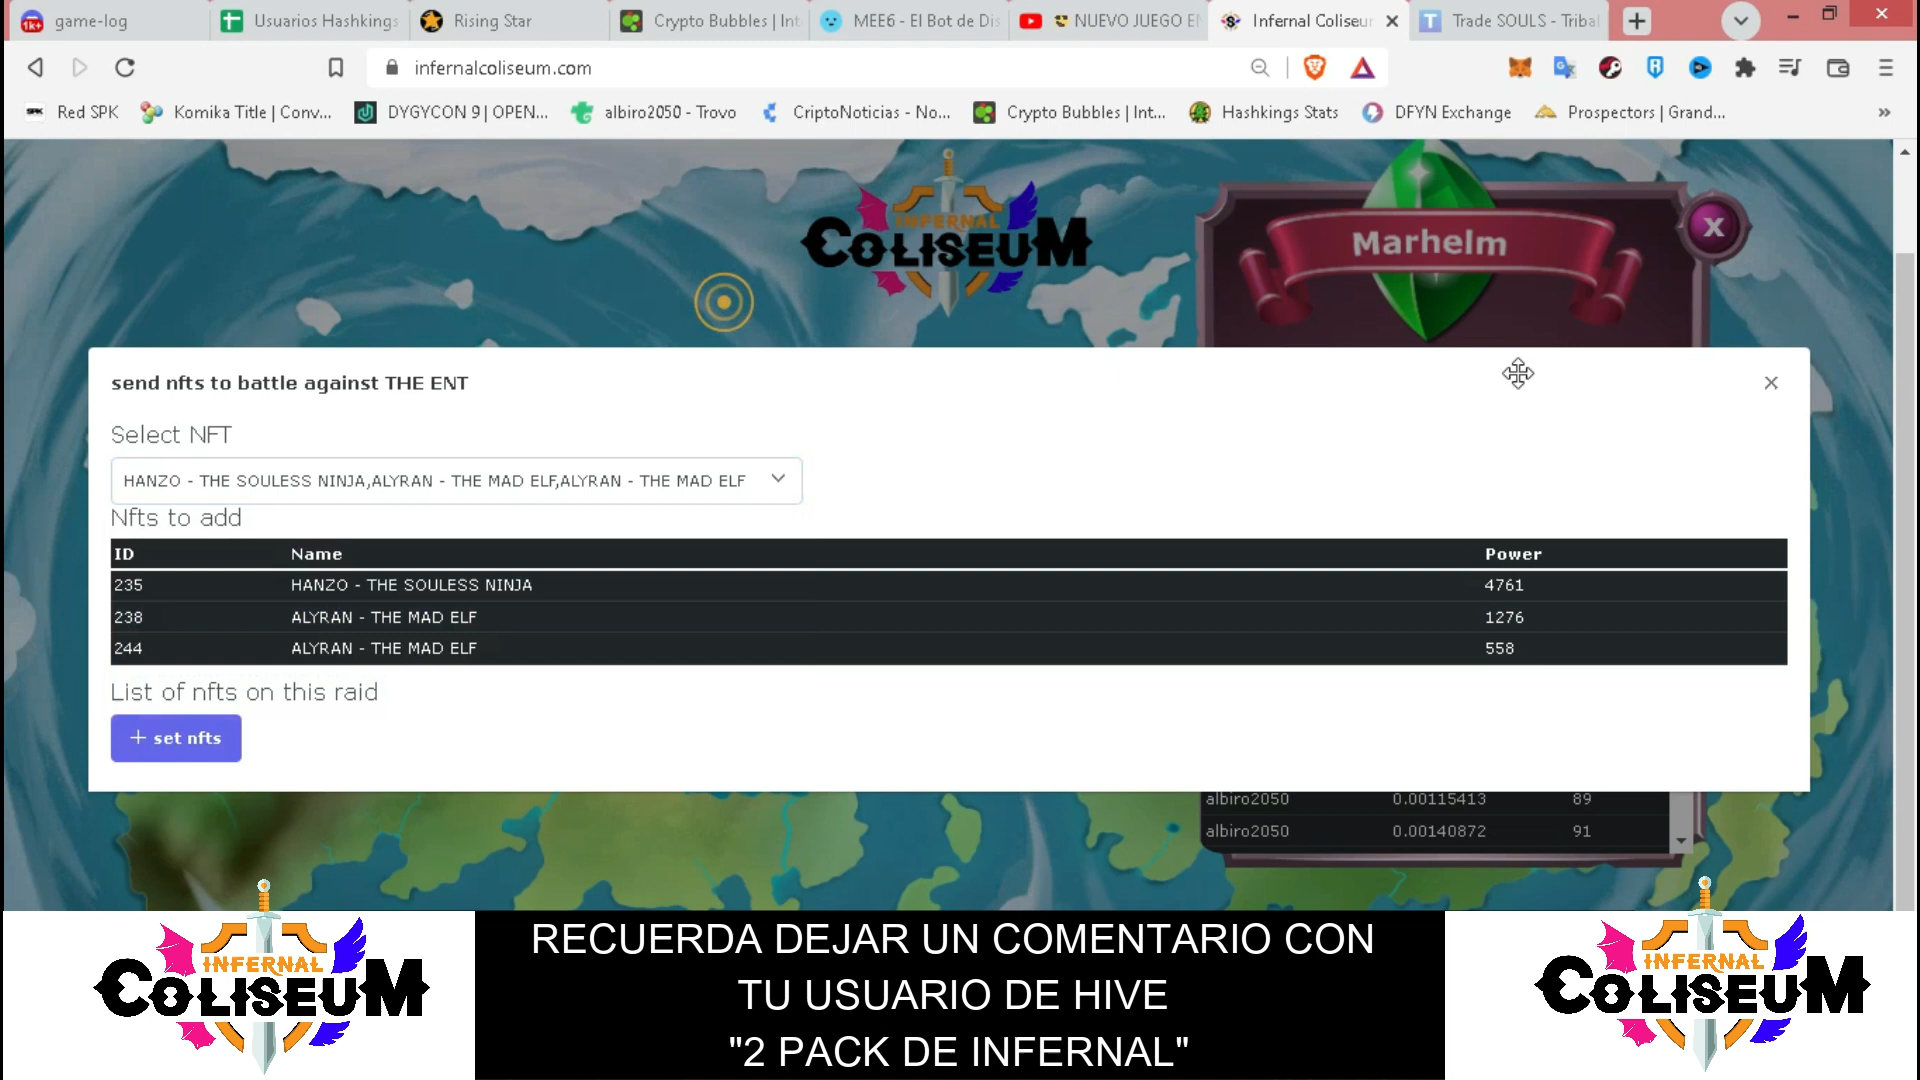 game-log
Usuarios Hashkings
Rising Star
Crypto Bubbles | Int
MEE6 - El Bot de Dis
NUEVO JUEGO E
Infernal Coliseu
Trade SOULS - Tribal
1k+
infernalcoliseum.com
Red SPK
Komika Title | Conv...
DYGYCON 9 | OPEN...
albiro2050 - Trovo
CriptoNoticias - No...
Crypto Bubbles | Int...
Hashkings Stats
DFYN Exchange
Prospectors | Grand...
INFERNAL
COLISEUM
Marhelm
X
send nfts to battle against THE ENT
Select NFT
HANZO - THE SOULESS NINJA,ALYRAN - THE MAD ELF,ALYRAN - THE MAD ELF
Nfts to add
ID Name Power
235 HANZO - THE SOULESS NINJA 4761
238 ALYRAN - THE MAD ELF 1276
244 ALYRAN - THE MAD ELF 558
List of nfts on this raid
+ set nfts
albiro2050 0.00115413 89
albiro2050 0.00140872 91
INFERNAL
COLISEUM
RECUERDA DEJAR UN COMENTARIO CON
TU USUARIO DE HIVE
"2 PACK DE INFERNAL"
INFERNAL
COLISEUM